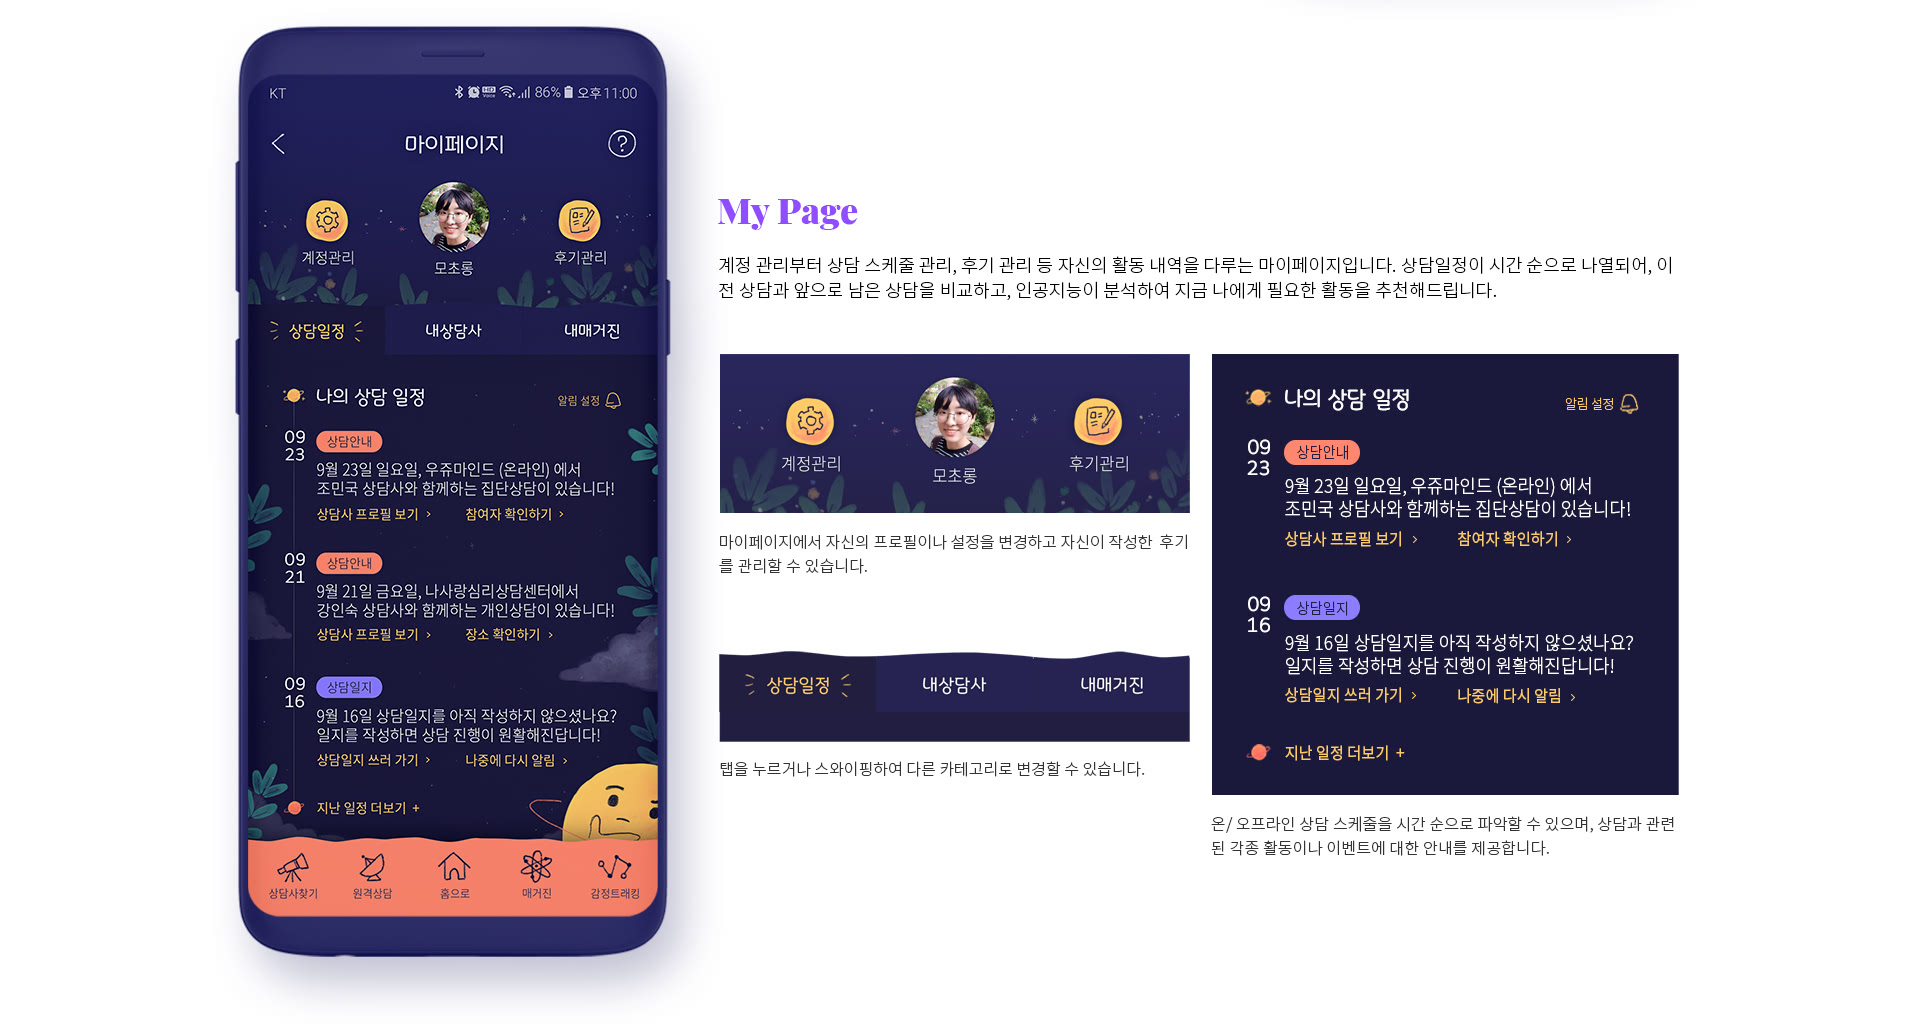 KT
86% 오후 11:00
마이페이지
계정관리
모초롱
후기관리
상담일정
내상담사
내매거진
나의 상담 일정
알림 설정
09
23
상담안내
9월 23일 일요일, 우쥬마인드 (온라인) 에서
조민국 상담사와 함께하는 집단상담이 있습니다!
상담사 프로필 보기 >
참여자 확인하기 >
09
21
상담안내
9월 21일 금요일, 나사랑심리상담센터에서
강인숙 상담사와 함께하는 개인상담이 있습니다!
상담사 프로필 보기 >
장소 확인하기 >
09
16
상담일지
9월 16일 상담일지를 아직 작성하지 않으셨나요?
일지를 작성하면 상담 진행이 원활해진답니다!
상담일지 쓰러 가기 >
나중에 다시 알림 >
지난 일정 더보기 +
상담사찾기
원격상담
홈으로
매거진
감정트래킹
My Page
계정 관리부터 상담 스케줄 관리, 후기 관리 등 자신의 활동 내역을 다루는 마이페이지입니다. 상담일정이 시간 순으로 나열되어, 이
전 상담과 앞으로 남은 상담을 비교하고, 인공지능이 분석하여 지금 나에게 필요한 활동을 추천해드립니다.
계정관리
모초롱
후기관리
마이페이지에서 자신의 프로필이나 설정을 변경하고 자신이 작성한 후기
를 관리할 수 있습니다.
상담일정
내상담사
내매거진
탭을 누르거나 스와이핑하여 다른 카테고리로 변경할 수 있습니다.
나의 상담 일정
알림 설정
09
23
상담안내
9월 23일 일요일, 우쥬마인드 (온라인) 에서
조민국 상담사와 함께하는 집단상담이 있습니다!
상담사 프로필 보기 >
참여자 확인하기 >
09
16
상담일지
9월 16일 상담일지를 아직 작성하지 않으셨나요?
일지를 작성하면 상담 진행이 원활해진답니다!
상담일지 쓰러 가기 >
나중에 다시 알림 >
지난 일정 더보기 +
온/ 오프라인 상담 스케줄을 시간 순으로 파악할 수 있으며, 상담과 관련
된 각종 활동이나 이벤트에 대한 안내를 제공합니다.